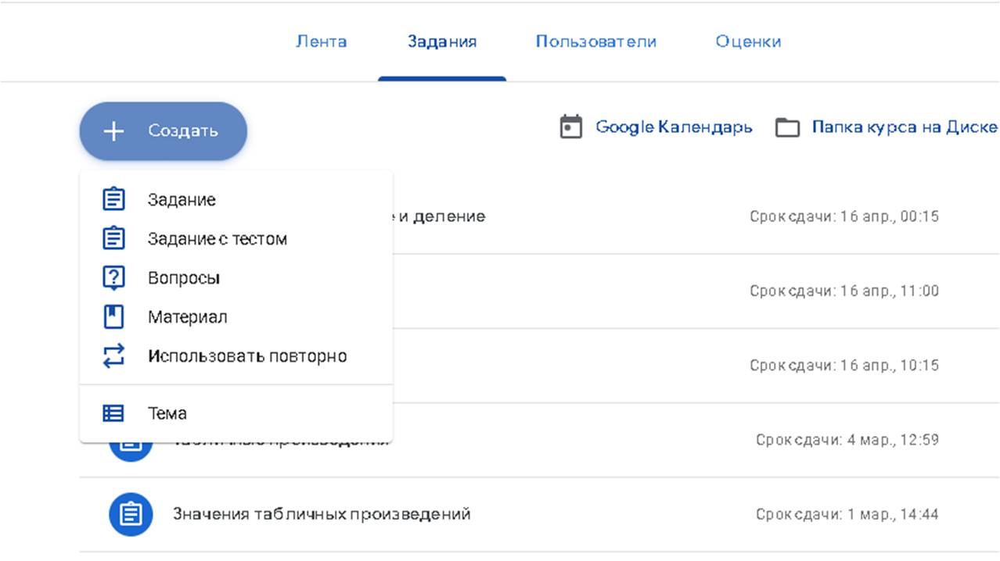 Лента Задания Пользователи Оценки
Создать Google Календарь Папка курса на Диске
Задание
и деление Срок сдачи: 16 апр., 00:15
Задание с тестом
Вопросы
Срок сдачи: 16 апр., 11:00
Материал
Использовать повторно
Срок сдачи: 16 апр., 10:15
Тема
Табличные произведения Срок сдачи: 4 мар., 12:59
Значения табличных произведений Срок сдачи: 1 мар., 14:44